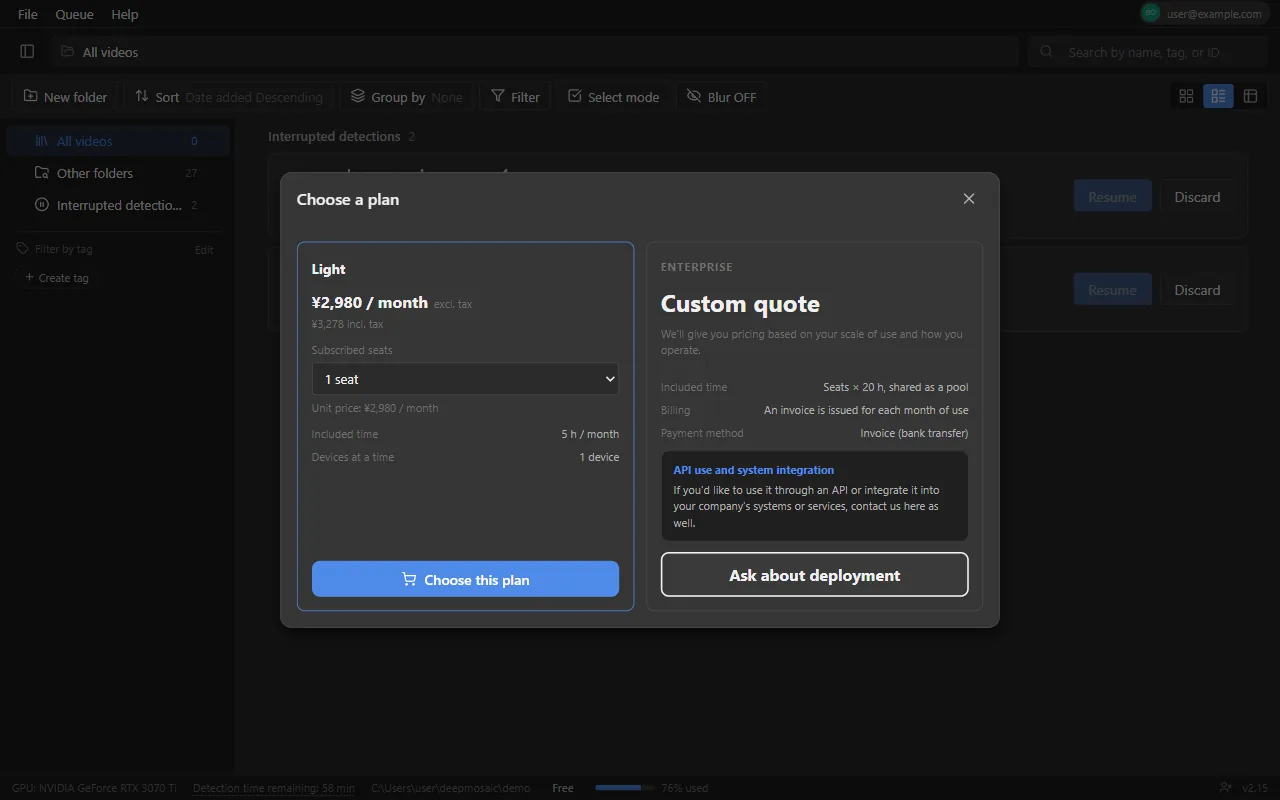 File Queue Help
user@example.com
All videos
Search by name, tag, or ID
New folder
Sort Date added Descending
Group by None
Filter
Select mode
Blur OFF
All videos 0
Other folders 27
Interrupted detectio... 2
Filter by tag Edit
+ Create tag
Interrupted detections 2
Resume Discard
Resume Discard
Choose a plan
Light
¥2,980 / month excl. tax
¥3,278 incl. tax
Subscribed seats
1 seat
Unit price: ¥2,980 / month
Included time 5 h / month
Devices at a time 1 device
Choose this plan
ENTERPRISE
Custom quote
We'll give you pricing based on your scale of use and how you
operate.
Included time Seats × 20 h, shared as a pool
Billing An invoice is issued for each month of use
Payment method Invoice (bank transfer)
API use and system integration
If you'd like to use it through an API or integrate it into
your company's systems or services, contact us here as
well.
Ask about deployment
GPU: NVIDIA GeForce RTX 3070 Ti
Detection time remaining: 58 min
C:\Users\user\deepmosaic\demo
Free
76% used
v2.15